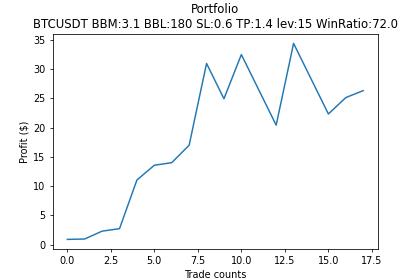 Portfolio
BTCUSDT BBM:3.1 BBL:180 SL:0.6 TP:1.4 lev:15 WinRatio:72.0
35
30
25
20
15
10
5
0
Profit ($)
0.0 2.5 5.0 7.5 10.0 12.5 15.0 17.5
Trade counts